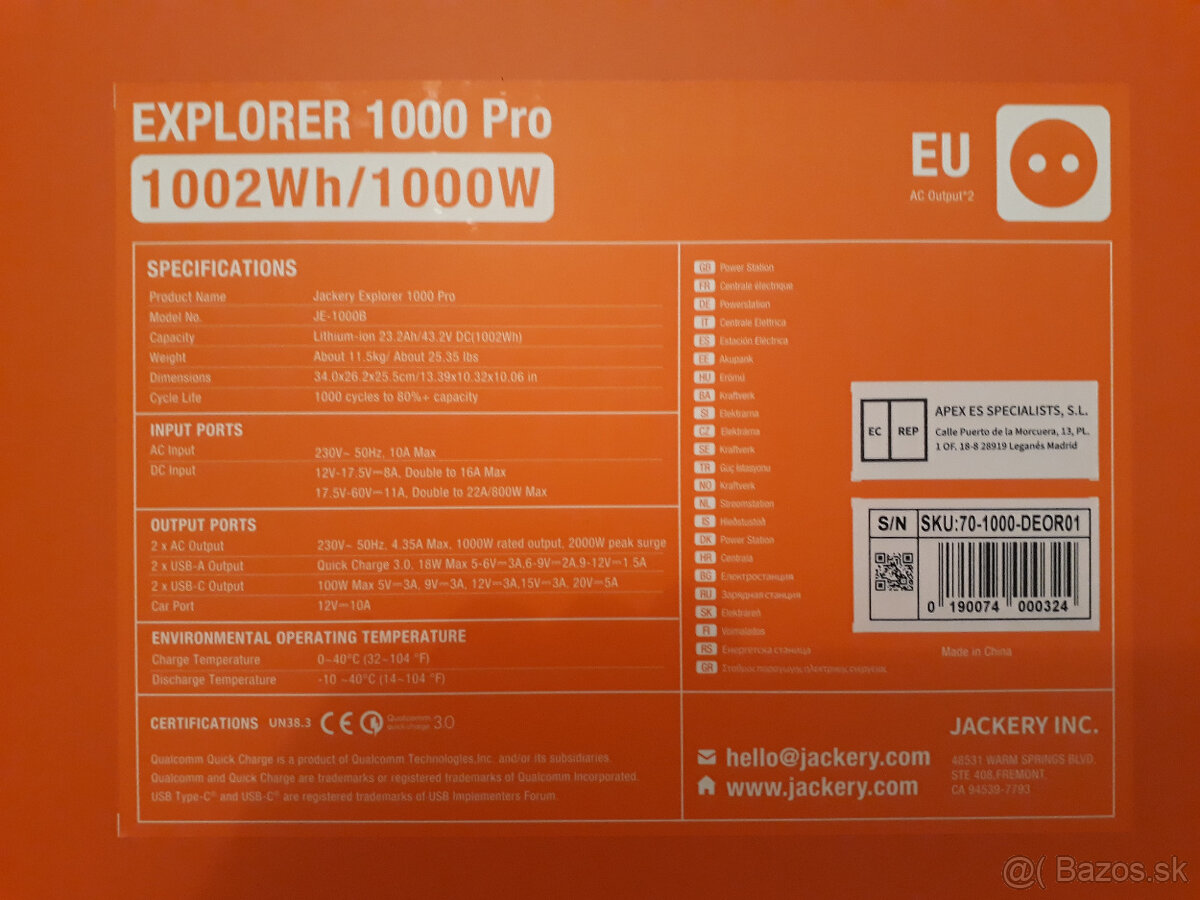 EXPLORER 1000 Pro
1002Wh/1000W
EU
AC Output*2
SPECIFICATIONS
Product Name Jackery Explorer 1000 Pro
Model No. JE-1000B
Capacity Lithium-ion 23.2Ah/43.2V DC(1002Wh)
Weight About 11.5kg/ About 25.35 lbs
Dimensions 34.0x26.2x25.5cm/13.39x10.32x10.06 in
Cycle Life 1000 cycles to 80%+ capacity
INPUT PORTS
AC Input 230V~ 50Hz, 10A Max
DC Input 12V-17.5V⎓8A, Double to 16A Max
17.5V-60V⎓11A, Double to 22A/800W Max
OUTPUT PORTS
2 x AC Output 230V~ 50Hz, 4.35A Max, 1000W rated output, 2000W peak surge
2 x USB-A Output Quick Charge 3.0, 18W Max 5-6V⎓3A,6-9V⎓2A,9-12V⎓1 5A
2 x USB-C Output 100W Max 5V⎓3A, 9V⎓3A, 12V⎓3A,15V⎓3A, 20V⎓5A
Car Port 12V⎓10A
ENVIRONMENTAL OPERATING TEMPERATURE
Charge Temperature 0~40°C (32~104 °F)
Discharge Temperature -10 ~40°C (14~104 °F)
CERTIFICATIONS UN38.3 CE Qualcomm quick charge 3.0
Qualcomm Quick Charge is a product of Qualcomm Technologies,Inc. and/or its subsidiaries.
Qualcomm and Quick Charge are trademarks or registered trademarks of Qualcomm Incorporated.
USB Type-C® and USB-C® are registered trademarks of USB Implementers Forum.
GB Power Station
FR Centrale électrique
DE Powerstation
IT Centrale Elettrica
ES Estación Eléctrica
EE Akupank
HU Erőmű
BA Kraftverk
SI Elektrarna
CZ Elektrárna
SE Kraftverk
TR Güç İstasyonu
NO Kraftverk
NL Stroomstation
IS
DK Power Station
HR Centrala
BG Електростанция
RU Зарядная станция
SK Elektráreň
FI Voimalaitos
RS Енергетска станица
GR
EC REP
APEX ES SPECIALISTS, S.L.
Calle Puerto de la Morcuera, 13, PL.
1 OF. 18-8 28919 Leganés Madrid
S/N SKU:70-1000-DEOR01
0 190074 000324
Made in China
JACKERY INC.
hello@jackery.com
www.jackery.com
48531 WARM SPRINGS BLVD,
STE 408,FREMONT,
CA 94539-7793
@( Bazos.sk